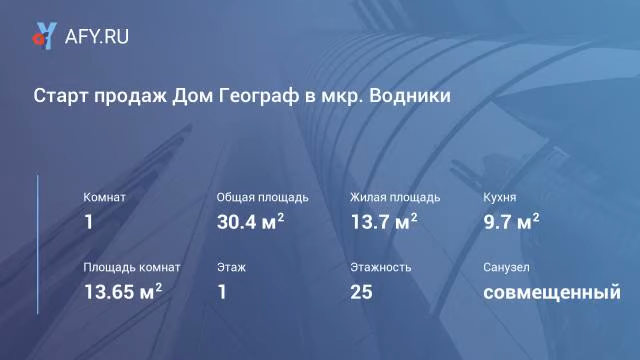 AFY.RU
Старт продаж Дом Географ в мкр. Водники
Комнат Общая площадь Жилая площадь Кухня
1 30.4 м² 13.7 м² 9.7 м²
Площадь комнат Этаж Этажность Санузел
13.65 м² 1 25 совмещенный